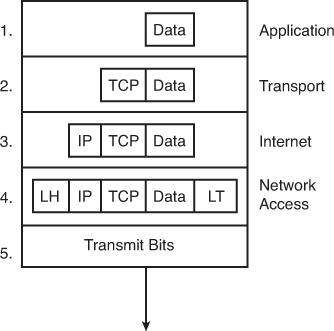 1. Data Application
2. TCP Data Transport
3. IP TCP Data Internet
4. LH IP TCP Data LT Network Access
5. Transmit Bits